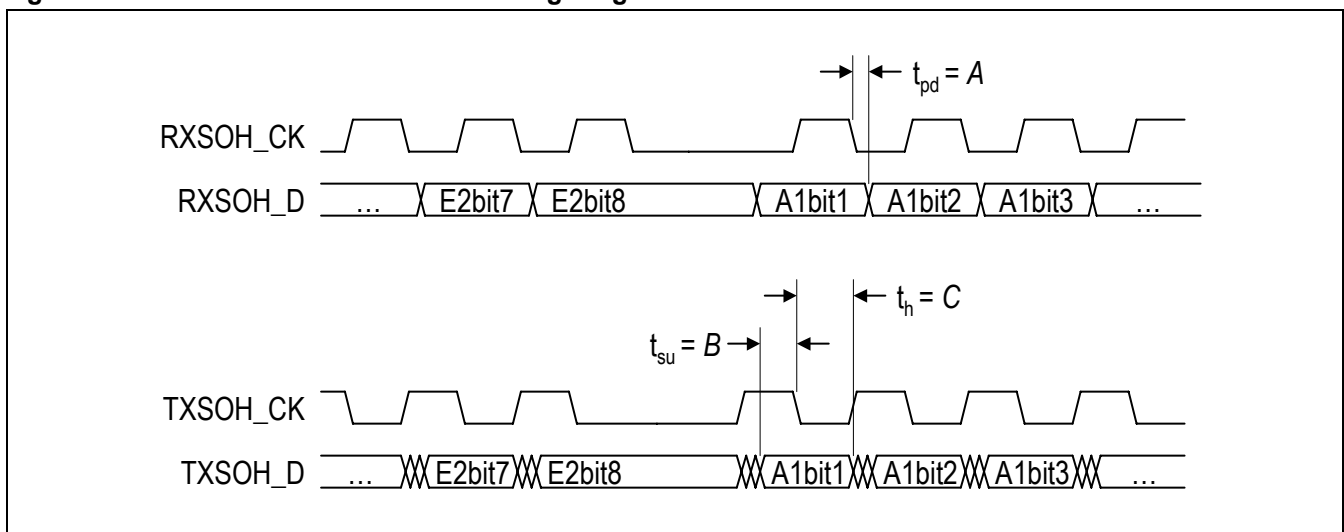 t_pd = A
RXSOH_CK
RXSOH_D … E2bit7 E2bit8 A1bit1 A1bit2 A1bit3 …
t_h = C
t_su = B
TXSOH_CK
TXSOH_D … E2bit7 E2bit8 A1bit1 A1bit2 A1bit3 …